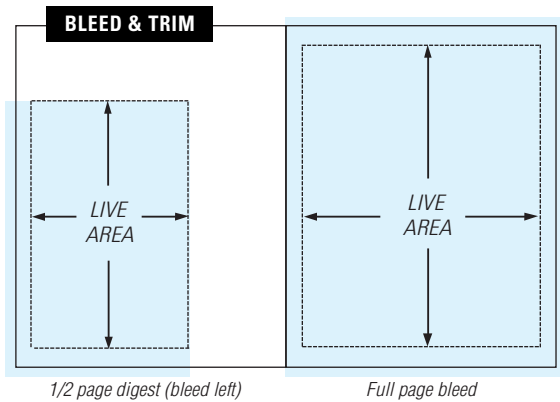 BLEED & TRIM
LIVE
AREA
LIVE
AREA
1/2 page digest (bleed left)
Full page bleed